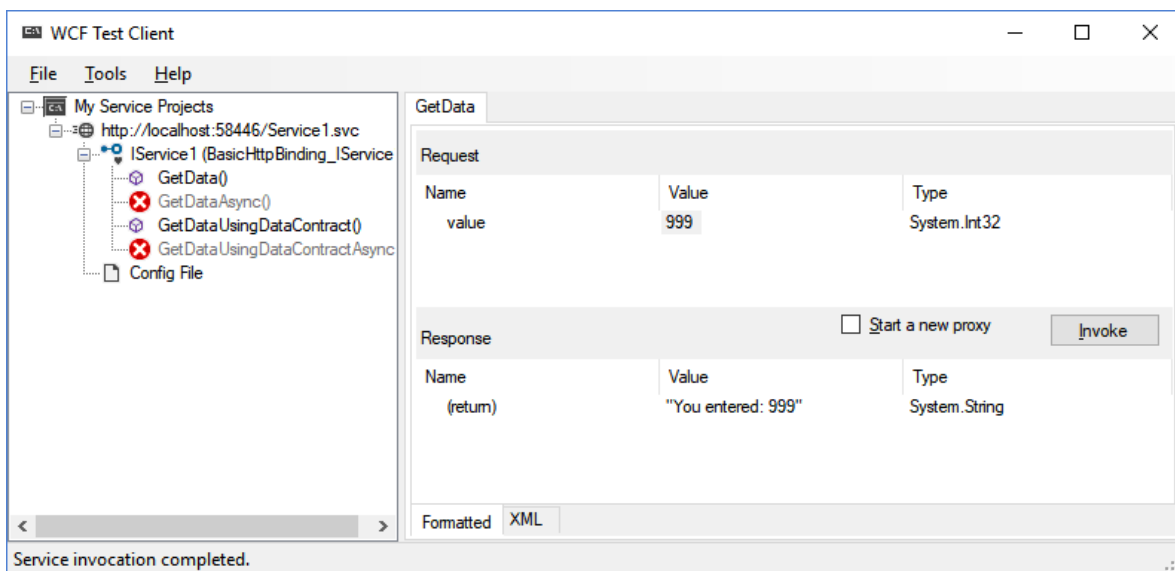 WCF Test Client
File Tools Help
My Service Projects
http://localhost:58446/Service1.svc
IService1 (BasicHttpBinding_IService
GetData()
GetDataAsync()
GetDataUsingDataContract()
GetDataUsingDataContractAsync
Config File
GetData
Request
Name Value Type
value 999 System.Int32
Response Start a new proxy Invoke
Name Value Type
(return) "You entered: 999" System.String
Formatted XML
Service invocation completed.